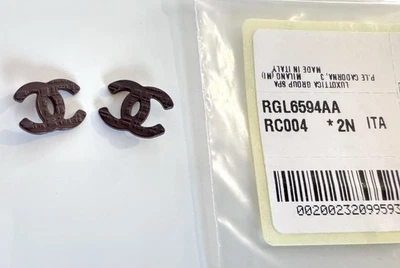 P.LE CADORNA, 3
MILANO (MI)
LUXOTTICA GROUP SPA
MADE IN ITALY
RGL6594AA
RC004 *2N ITA
00200232099593